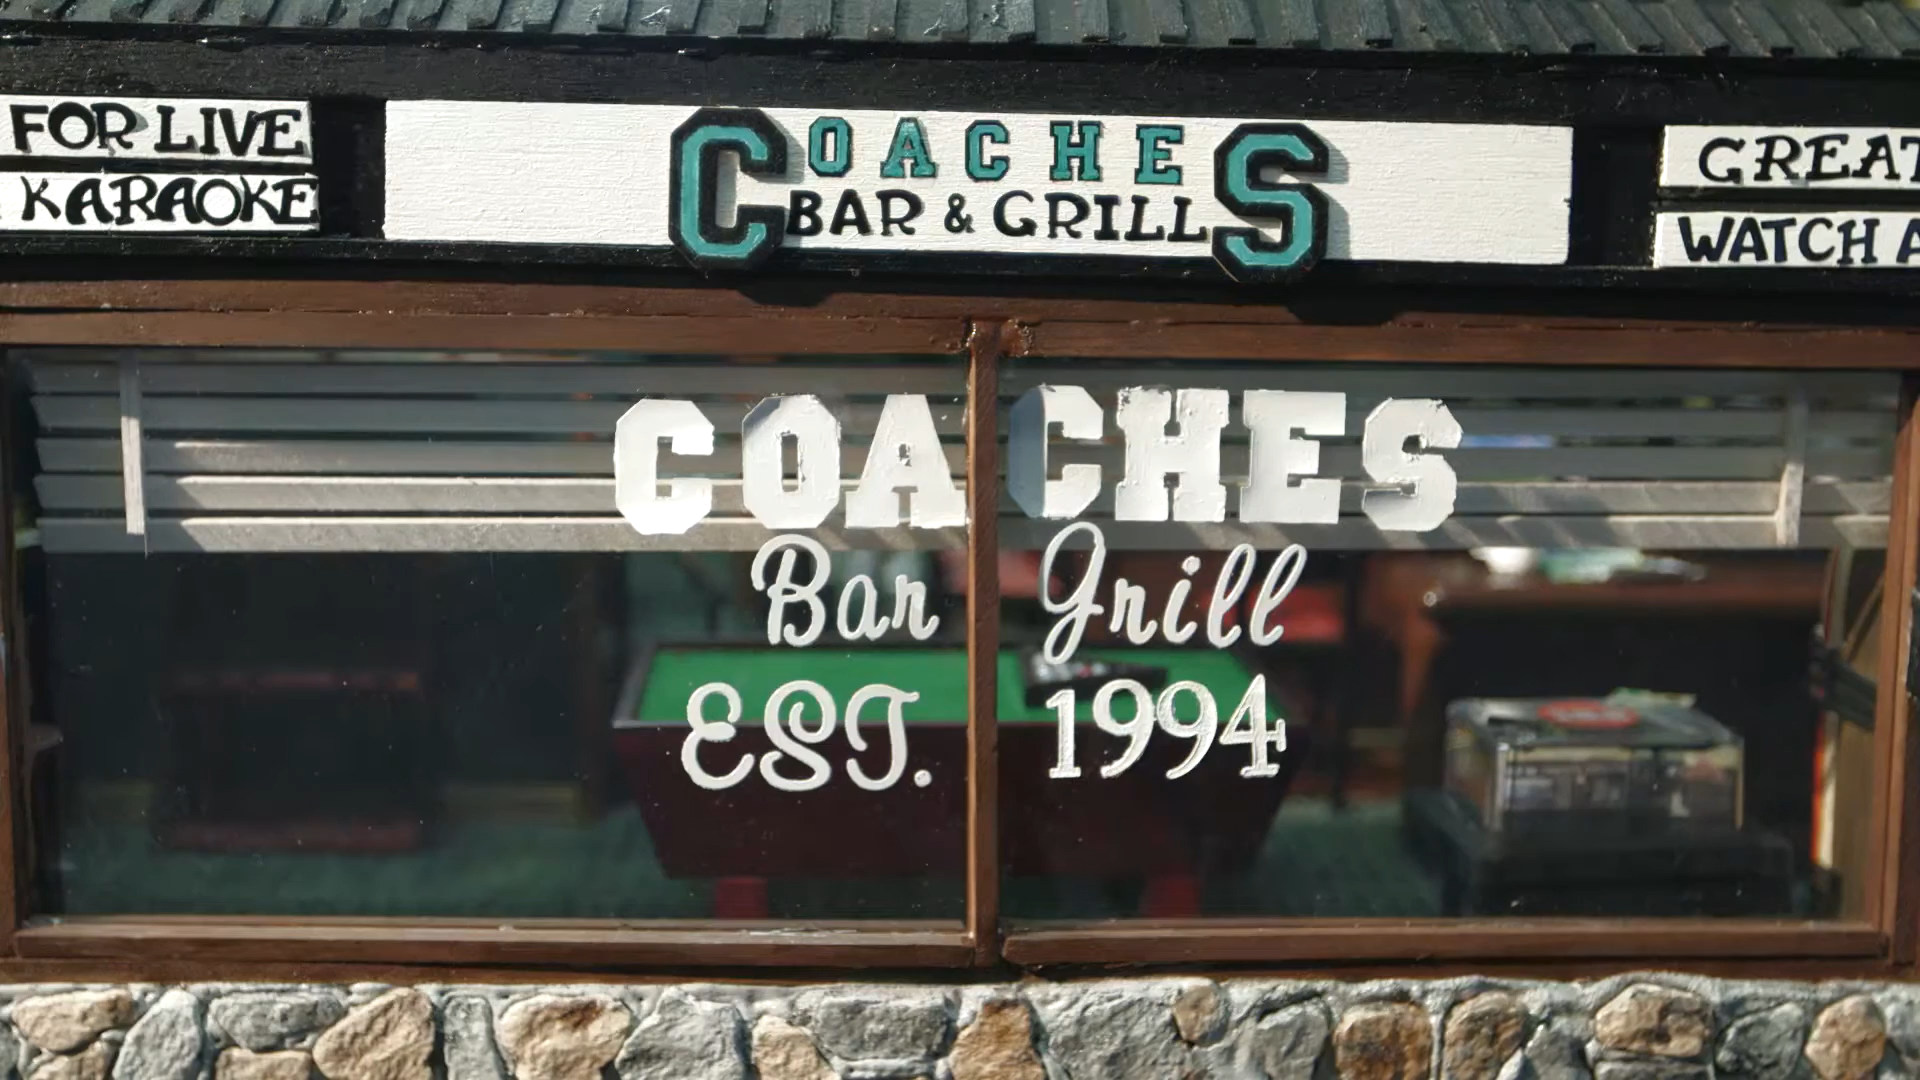 FOR LIVE
KARAOKE
COACHES
BAR & GRILL
GREAT
WATCH A
COACHES
Bar Grill
EST. 1994